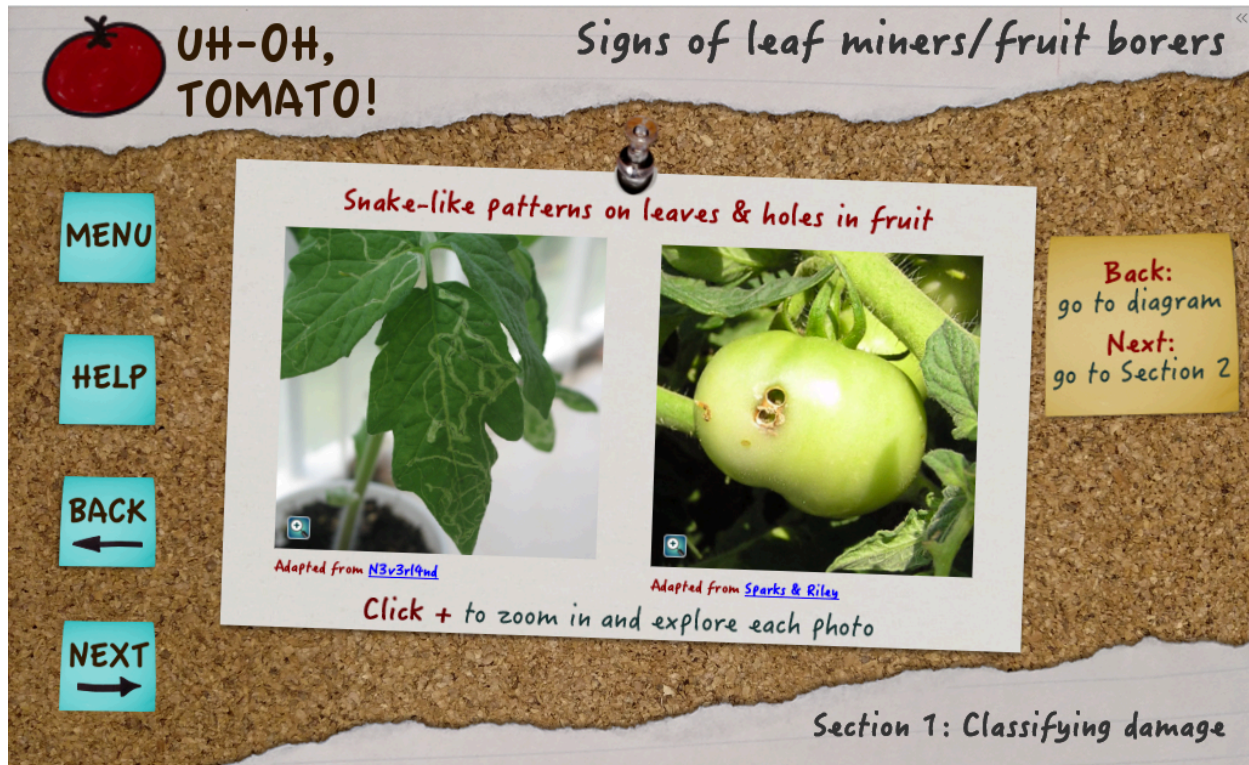 UH-OH,
TOMATO!
Signs of leaf miners/fruit borers
MENU
HELP
BACK
NEXT
Snake-like patterns on leaves & holes in fruit
Adapted from N3v3rl4nd
Adapted from Sparks & Riley
Click + to zoom in and explore each photo
Back:
go to diagram
Next:
go to Section 2
Section 1: Classifying damage